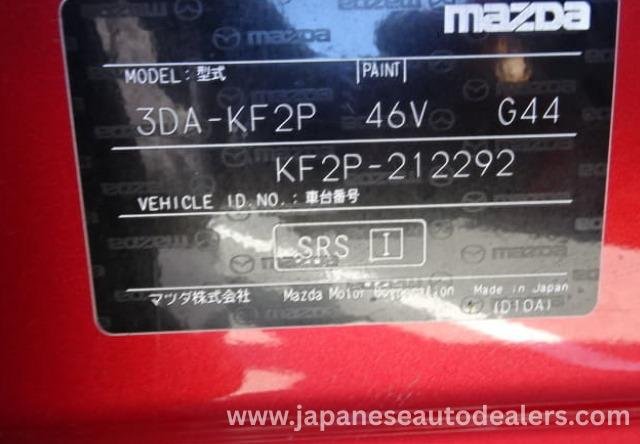 mazda
MODEL: 型式 PAINT
3DA-KF2P 46V G44
KF2P-212292
VEHICLE ID.NO.: 車台番号
SRS I
マツダ株式会社 Mazda Motor Corporation Made in Japan
(D10A)
www.japaneseautodealers.com